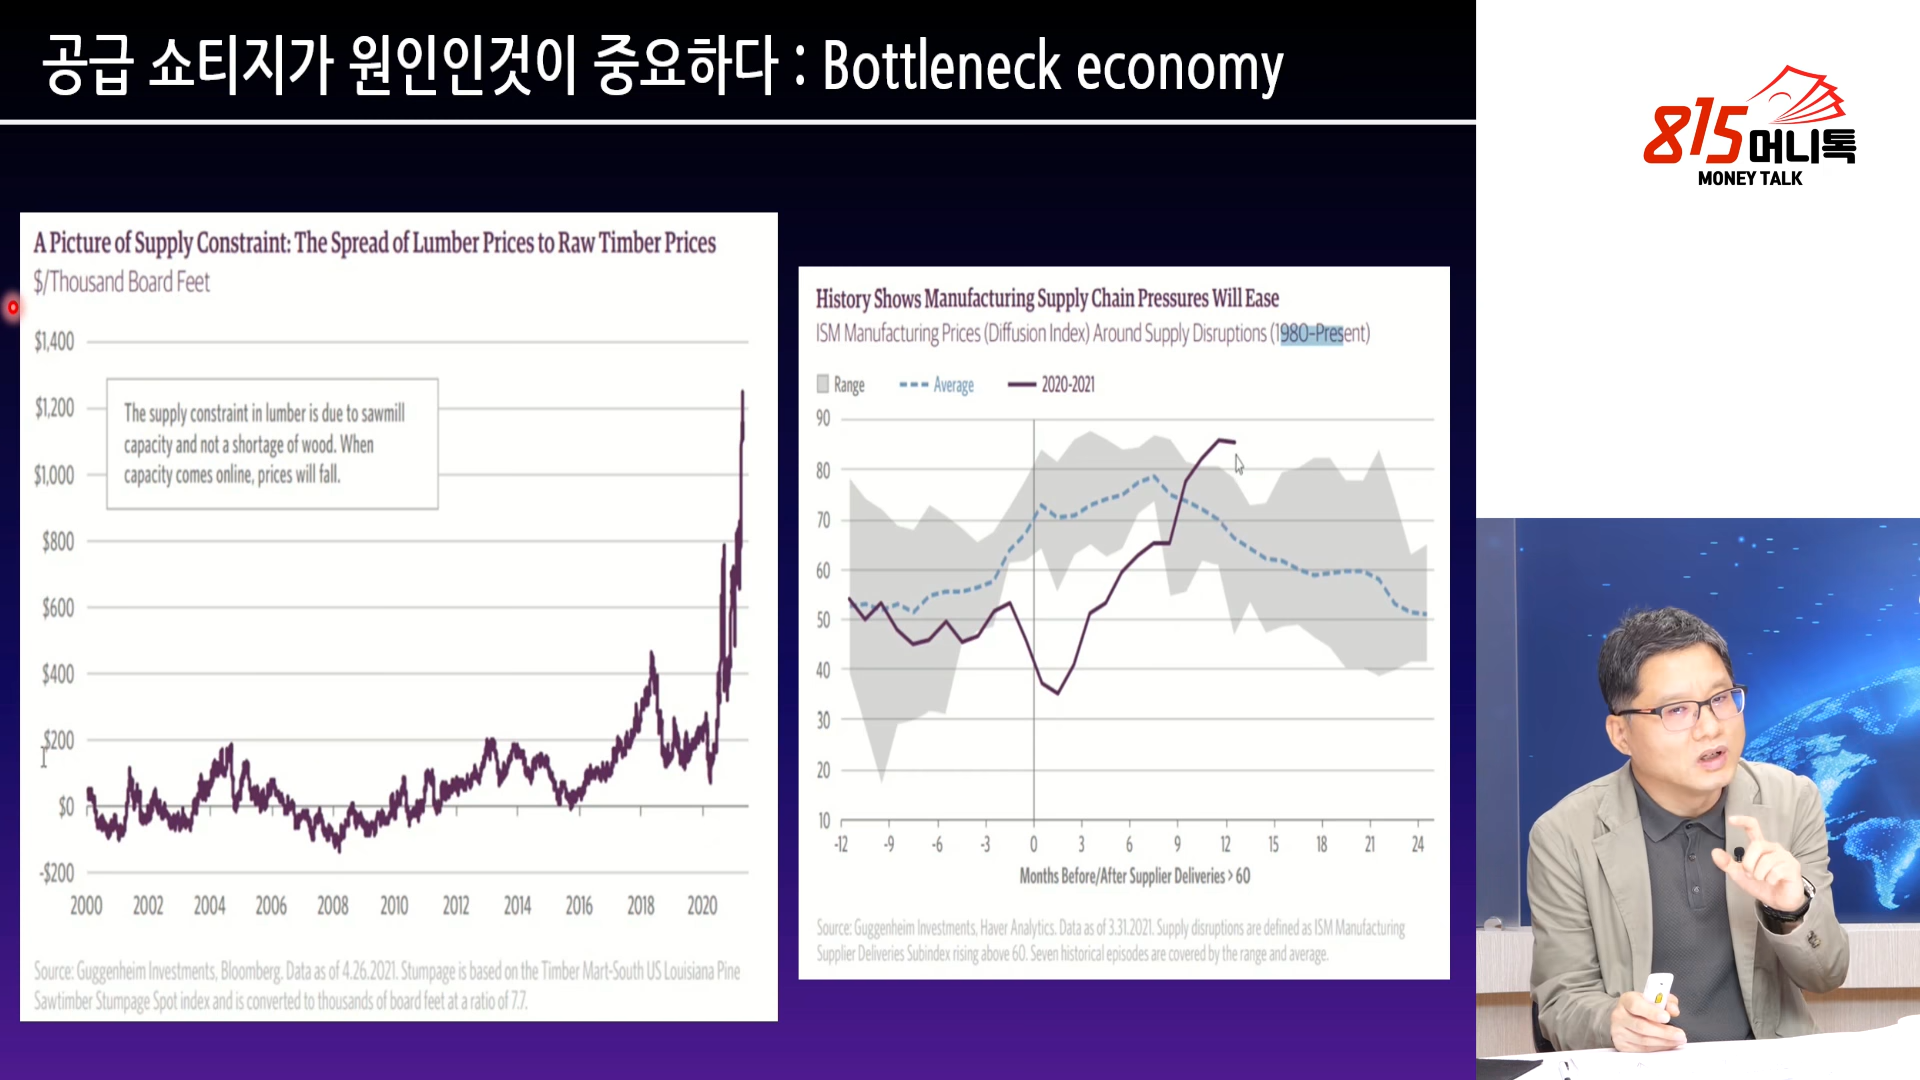 공급 쇼티지가 원인인것이 중요하다 : Bottleneck economy
815머니톡
MONEY TALK
A Picture of Supply Constraint: The Spread of Lumber Prices to Raw Timber Prices
$/Thousand Board Feet
$1,400
$1,200
$1,000
$800
$600
$400
$200
$0
-$200
The supply constraint in lumber is due to sawmill
capacity and not a shortage of wood. When
capacity comes online, prices will fall.
2000 2002 2004 2006 2008 2010 2012 2014 2016 2018 2020
Source: Guggenheim Investments, Bloomberg. Data as of 4.26.2021. Stumpage is based on the Timber Mart-South US Louisiana Pine
Sawtimber Stumpage Spot index and is converted to thousands of board feet at a ratio of 7.7.
History Shows Manufacturing Supply Chain Pressures Will Ease
ISM Manufacturing Prices (Diffusion Index) Around Supply Disruptions (1980-Present)
Range Average 2020-2021
90
80
70
60
50
40
30
20
10
-12 -9 -6 -3 0 3 6 9 12 15 18 21 24
Months Before/After Supplier Deliveries > 60
Source: Guggenheim Investments, Haver Analytics. Data as of 3.31.2021. Supply disruptions are defined as ISM Manufacturing
Supplier Deliveries Subindex rising above 60. Seven historical episodes are covered by the range and average.